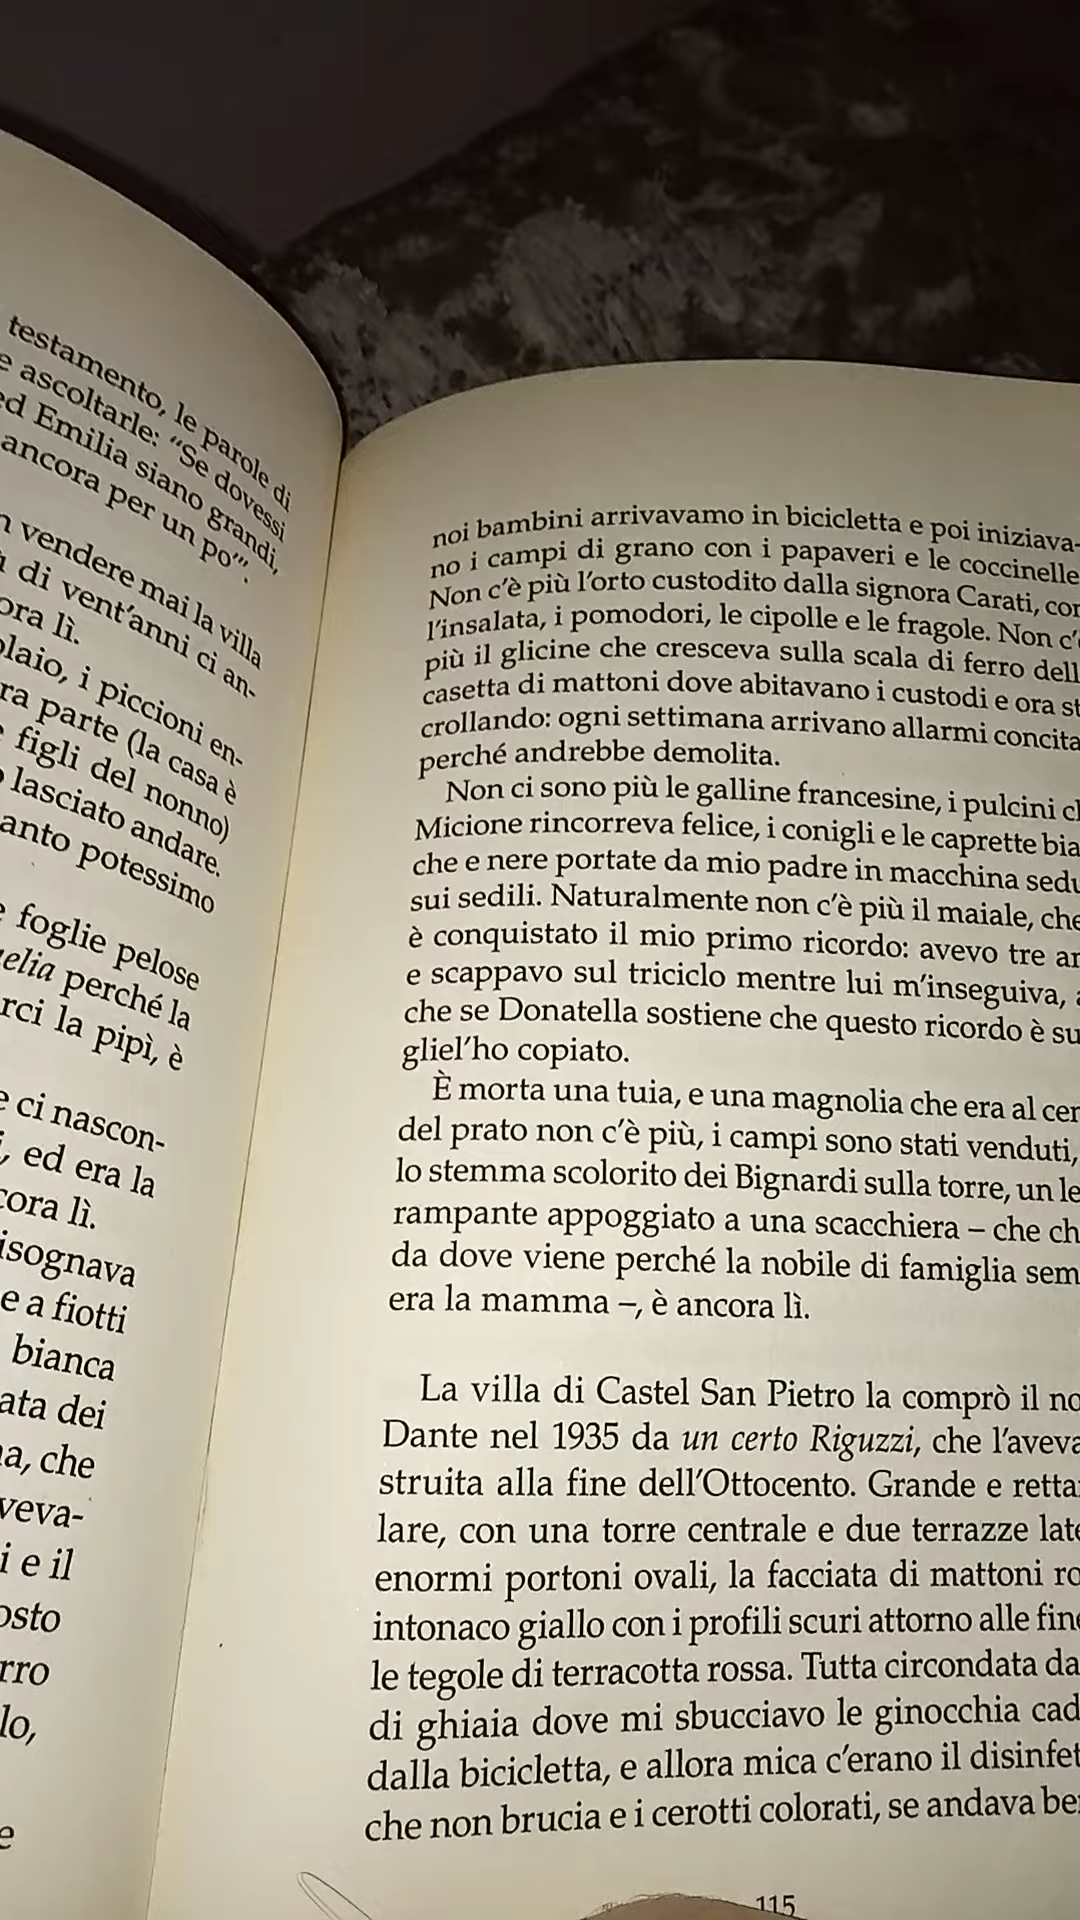 testamento, le parole di
e ascoltarle: "Se dovessi
ed Emilia siano grandi,
ancora per un po".
vendere mai la villa
di vent'anni ci an-
ora lì.
olaio, i piccioni en-
ra parte (la casa è
figli del nonno)
lasciato andare.
anto potessimo
foglie pelose
elia perché la
rci la pipì, è
e ci nascon-
, ed era la
cora lì.
isognava
e a fiotti
bianca
ata dei
a, che
veva-
i e il
osto
rro
lo,
e
noi bambini arrivavamo in bicicletta e poi iniziava-
no i campi di grano con i papaveri e le coccinelle
Non c'è più l'orto custodito dalla signora Carati, con
l'insalata, i pomodori, le cipolle e le fragole. Non c'è
più il glicine che cresceva sulla scala di ferro dell
casetta di mattoni dove abitavano i custodi e ora st
crollando: ogni settimana arrivano allarmi concita
perché andrebbe demolita.
Non ci sono più le galline francesine, i pulcini ch
Micione rincorreva felice, i conigli e le caprette bia
che e nere portate da mio padre in macchina sedu
sui sedili. Naturalmente non c'è più il maiale, che
è conquistato il mio primo ricordo: avevo tre an
e scappavo sul triciclo mentre lui m'inseguiva, a
che se Donatella sostiene che questo ricordo è su
gliel'ho copiato.
È morta una tuia, e una magnolia che era al cen
del prato non c'è più, i campi sono stati venduti,
lo stemma scolorito dei Bignardi sulla torre, un le
rampante appoggiato a una scacchiera – che ch
da dove viene perché la nobile di famiglia sem
era la mamma –, è ancora lì.
La villa di Castel San Pietro la comprò il no
Dante nel 1935 da un certo Riguzzi, che l'aveva
struita alla fine dell'Ottocento. Grande e retta
lare, con una torre centrale e due terrazze late
enormi portoni ovali, la facciata di mattoni ro
intonaco giallo con i profili scuri attorno alle fine
le tegole di terracotta rossa. Tutta circondata da
di ghiaia dove mi sbucciavo le ginocchia cad
dalla bicicletta, e allora mica c'erano il disinfet
che non brucia e i cerotti colorati, se andava be
115